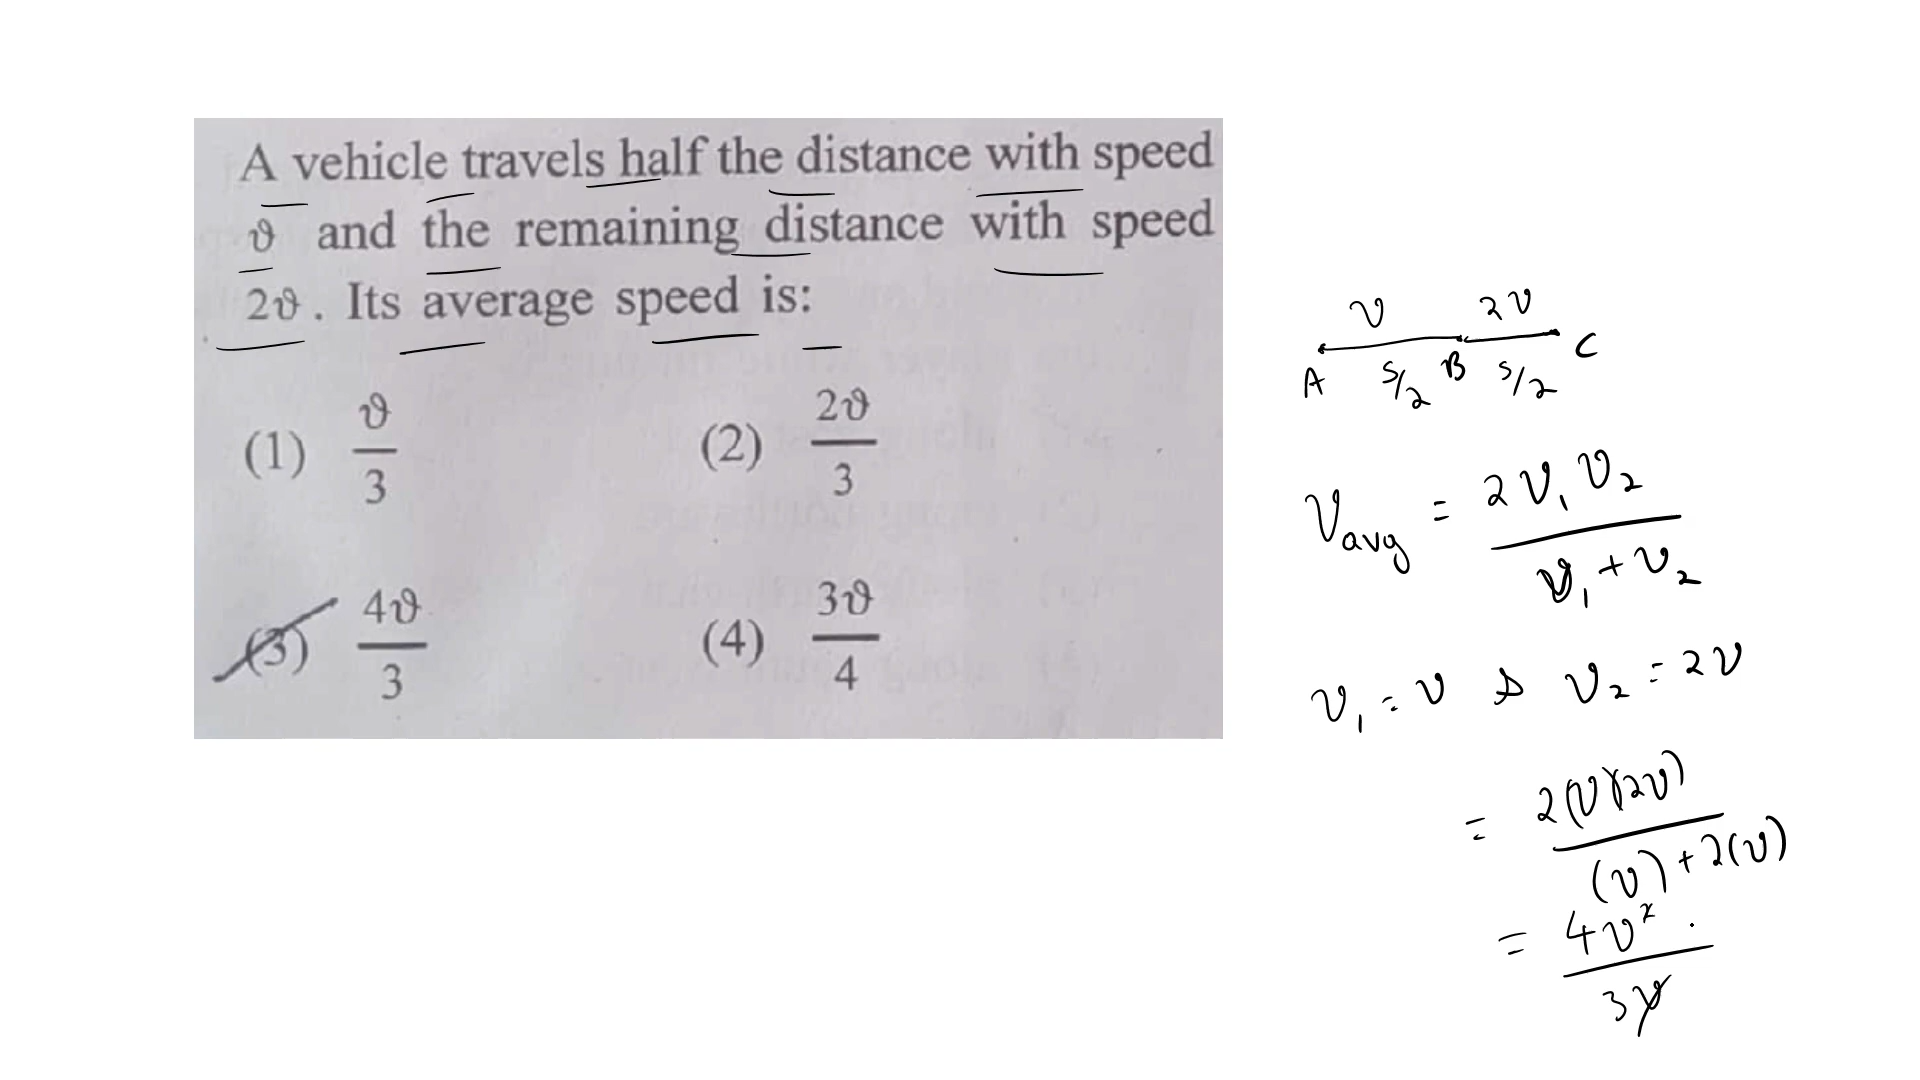 A vehicle travels half the distance with speed
ϑ and the remaining distance with speed
2ϑ. Its average speed is:
(1) ϑ/3 (2) 2ϑ/3
(3) 4ϑ/3 (4) 3ϑ/4
v 2v
A s/2 B s/2 C
v_avg = 2v₁v₂ / v₁+v₂
v₁ = v & v₂ = 2v
= 2(v)(2v) / (v)+2(v)
= 4v² / 3v